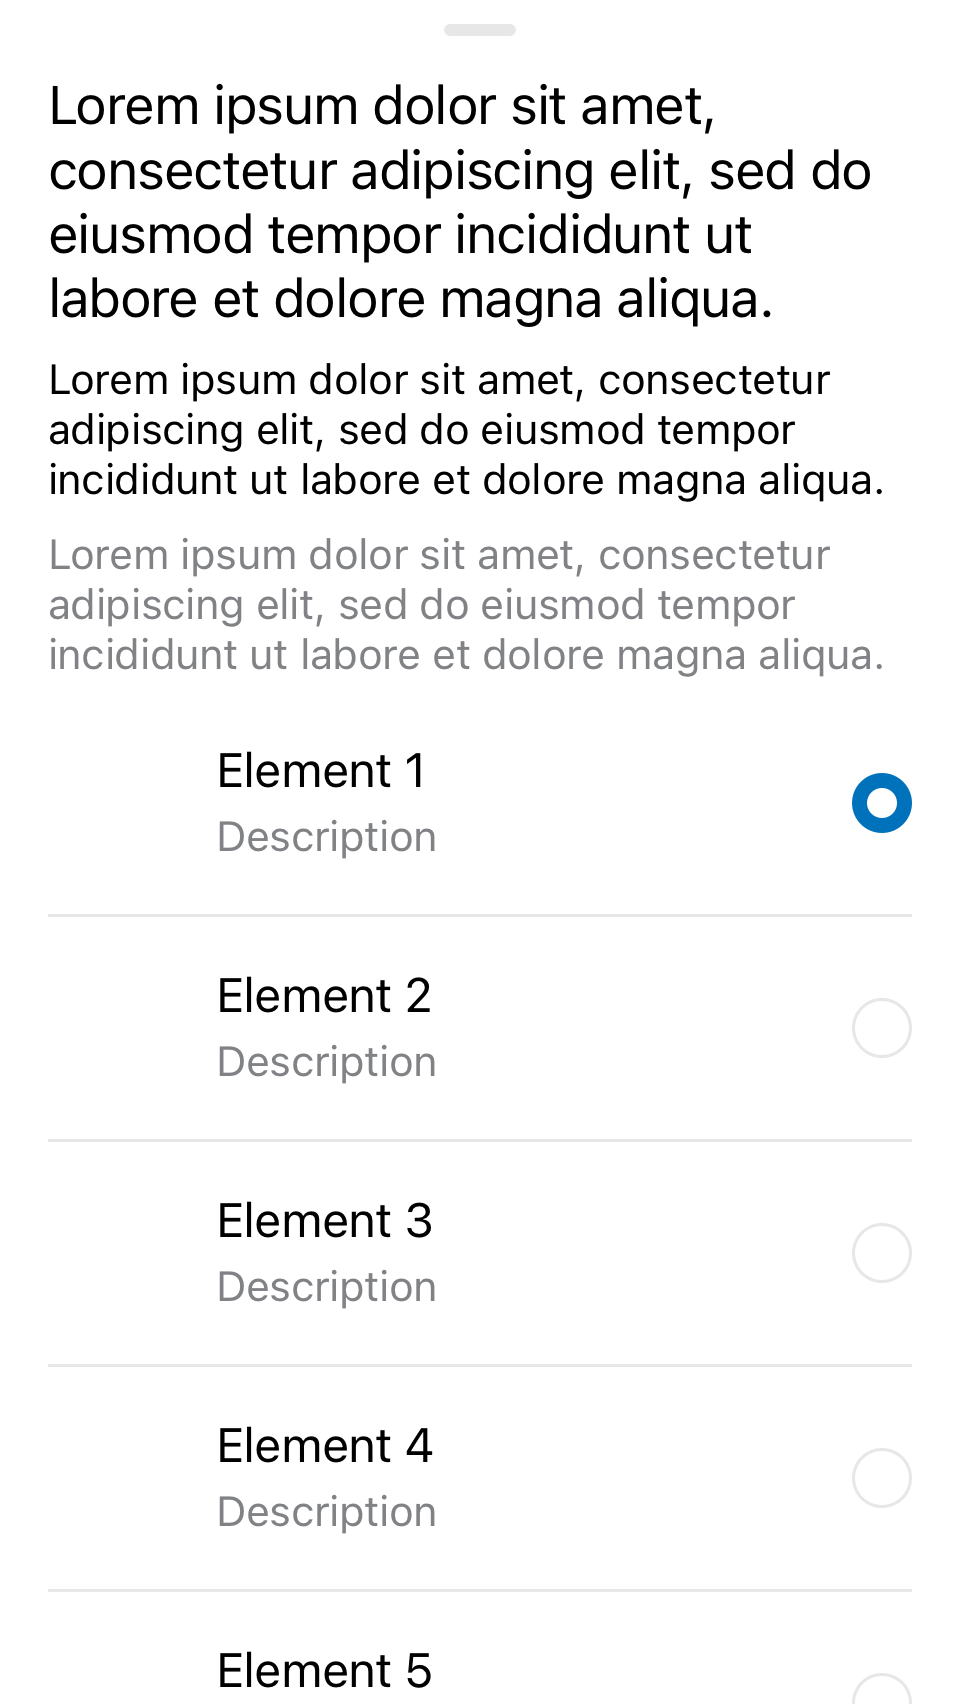 Lorem ipsum dolor sit amet,
consectetur adipiscing elit, sed do
eiusmod tempor incididunt ut
labore et dolore magna aliqua.
Lorem ipsum dolor sit amet, consectetur
adipiscing elit, sed do eiusmod tempor
incididunt ut labore et dolore magna aliqua.
Lorem ipsum dolor sit amet, consectetur
adipiscing elit, sed do eiusmod tempor
incididunt ut labore et dolore magna aliqua.
Element 1
Description
Element 2
Description
Element 3
Description
Element 4
Description
Element 5